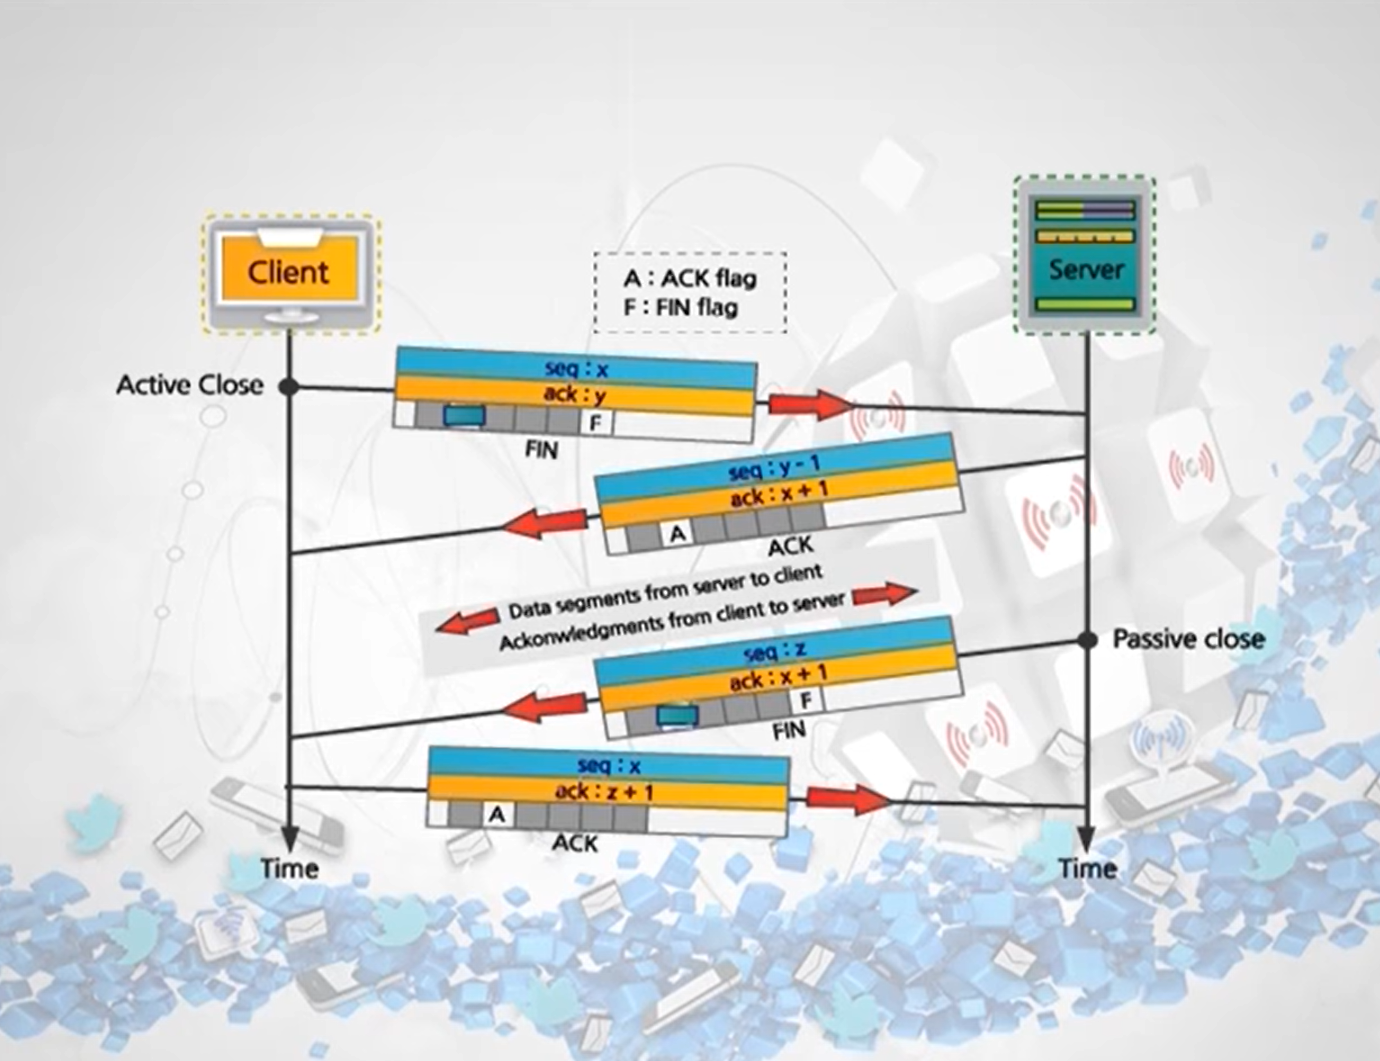 Client
Server
A : ACK flag
F : FIN flag
Active Close
seq : x
ack : y
F
FIN
seq : y - 1
ack : x + 1
A
ACK
Data segments from server to client
Ackonwledgments from client to server
Passive close
seq : z
ack : x + 1
F
FIN
seq : x
ack : z + 1
A
ACK
Time
Time